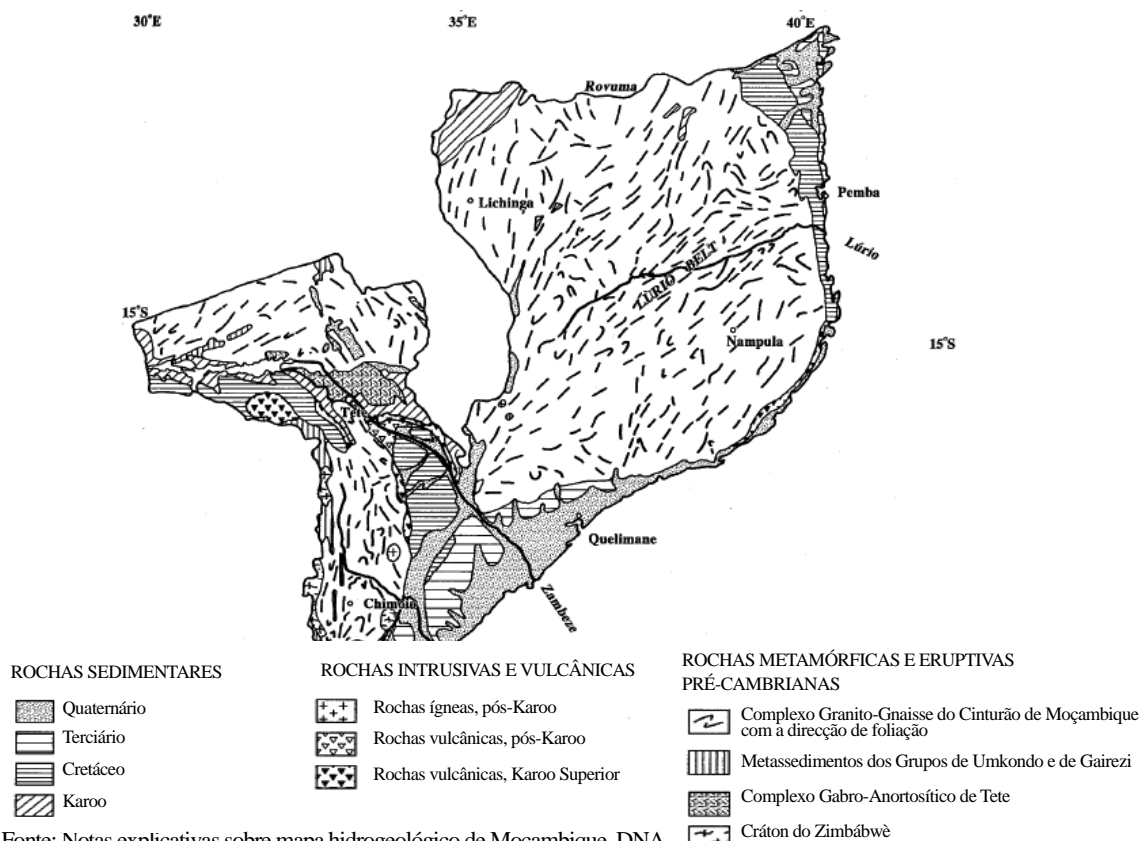 30°E
35°E
40°E
Rovuma
Lichinga
Pemba
Lúrio
LÚRIO BELT
15°S
Nampula
15°S
Tete
Quelimane
Zambeze
Chimoio
ROCHAS SEDIMENTARES
Quaternário
Terciário
Cretáceo
Karoo
ROCHAS INTRUSIVAS E VULCÂNICAS
Rochas ígneas, pós-Karoo
Rochas vulcânicas, pós-Karoo
Rochas vulcânicas, Karoo Superior
ROCHAS METAMÓRFICAS E ERUPTIVAS
PRÉ-CAMBRIANAS
Complexo Granito-Gnaisse do Cinturão de Moçambique
com a direcção de foliação
Metassedimentos dos Grupos de Umkondo e de Gairezi
Complexo Gabro-Anortosítico de Tete
Cráton do Zimbábwè
Fonte: Notas explicativas sobre mapa hidrogeológico de Moçambique, DNA